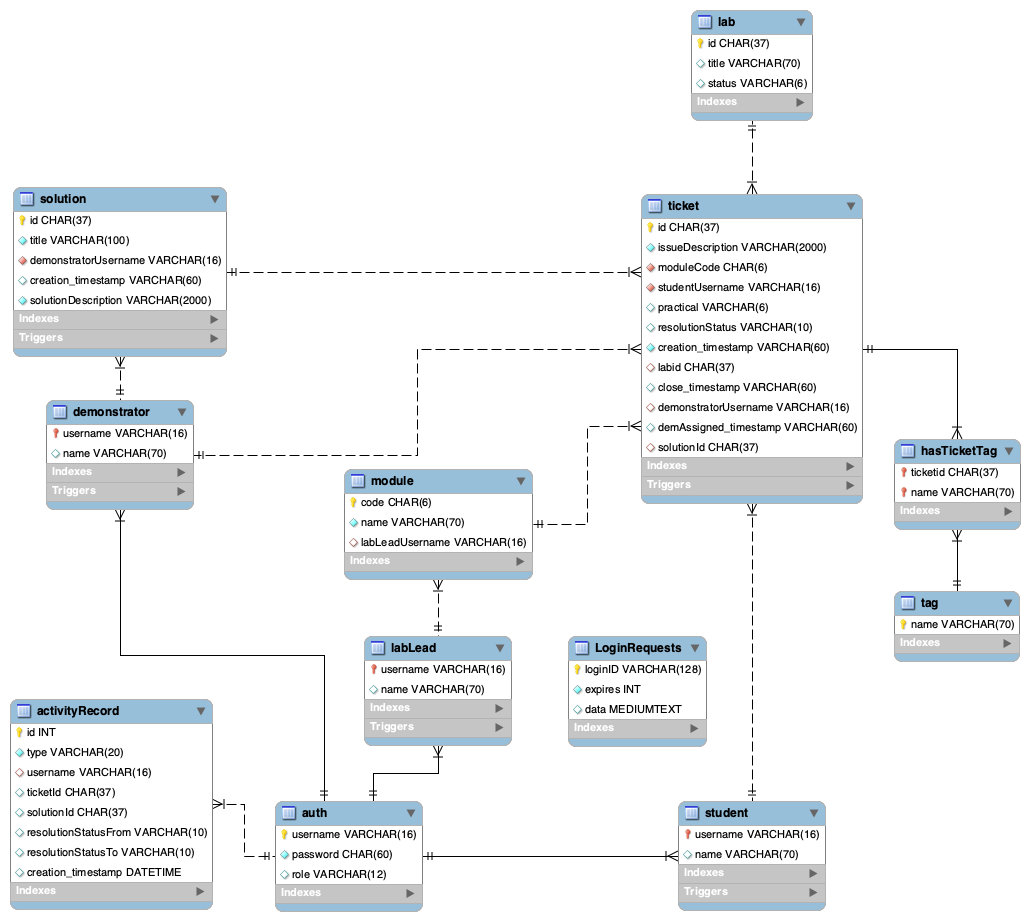 lab
id CHAR(37)
title VARCHAR(70)
status VARCHAR(6)
Indexes
solution
id CHAR(37)
title VARCHAR(100)
demonstratorUsername VARCHAR(16)
creation_timestamp VARCHAR(60)
solutionDescription VARCHAR(2000)
Indexes
Triggers
ticket
id CHAR(37)
issueDescription VARCHAR(2000)
moduleCode CHAR(6)
studentUsername VARCHAR(16)
practical VARCHAR(6)
resolutionStatus VARCHAR(10)
creation_timestamp VARCHAR(60)
labid CHAR(37)
close_timestamp VARCHAR(60)
demonstratorUsername VARCHAR(16)
demAssigned_timestamp VARCHAR(60)
solutionId CHAR(37)
Indexes
Triggers
demonstrator
username VARCHAR(16)
name VARCHAR(70)
Indexes
Triggers
module
code CHAR(6)
name VARCHAR(70)
labLeadUsername VARCHAR(16)
Indexes
hasTicketTag
ticketid CHAR(37)
name VARCHAR(70)
Indexes
tag
name VARCHAR(70)
Indexes
labLead
username VARCHAR(16)
name VARCHAR(70)
Indexes
Triggers
LoginRequests
loginID VARCHAR(128)
expires INT
data MEDIUMTEXT
Indexes
activityRecord
id INT
type VARCHAR(20)
username VARCHAR(16)
ticketId CHAR(37)
solutionId CHAR(37)
resolutionStatusFrom VARCHAR(10)
resolutionStatusTo VARCHAR(10)
creation_timestamp DATETIME
Indexes
auth
username VARCHAR(16)
password CHAR(60)
role VARCHAR(12)
Indexes
student
username VARCHAR(16)
name VARCHAR(70)
Indexes
Triggers